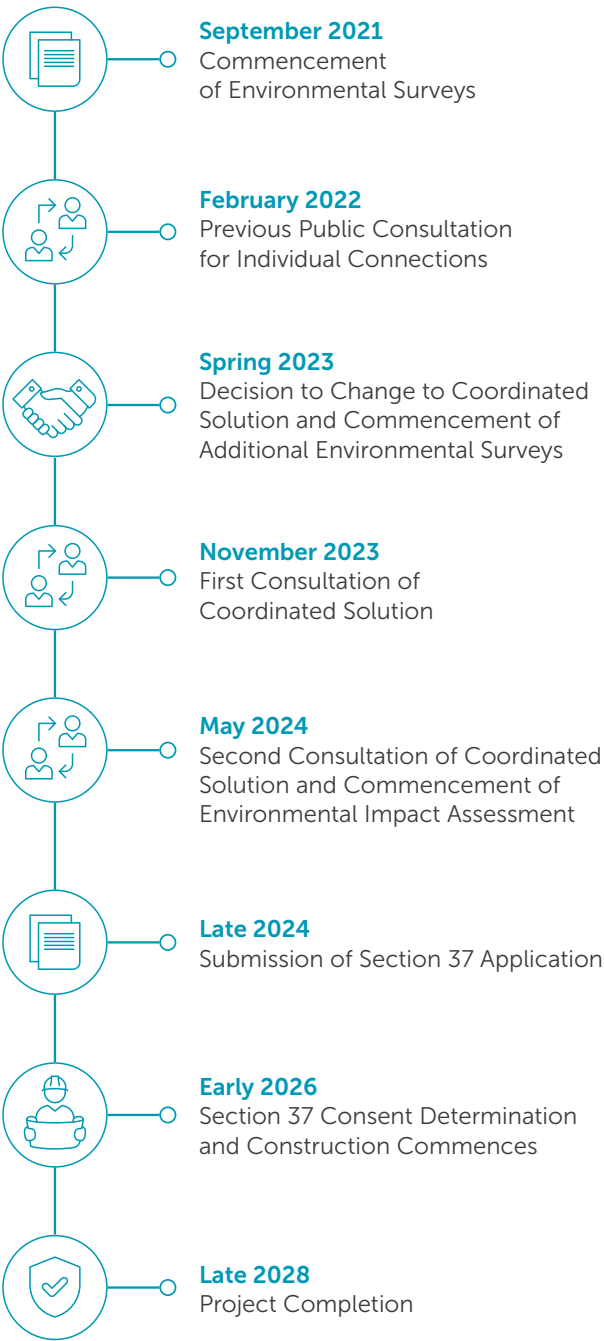 September 2021
Commencement
of Environmental Surveys
February 2022
Previous Public Consultation
for Individual Connections
Spring 2023
Decision to Change to Coordinated
Solution and Commencement of
Additional Environmental Surveys
November 2023
First Consultation of
Coordinated Solution
May 2024
Second Consultation of Coordinated
Solution and Commencement of
Environmental Impact Assessment
Late 2024
Submission of Section 37 Application
Early 2026
Section 37 Consent Determination
and Construction Commences
Late 2028
Project Completion